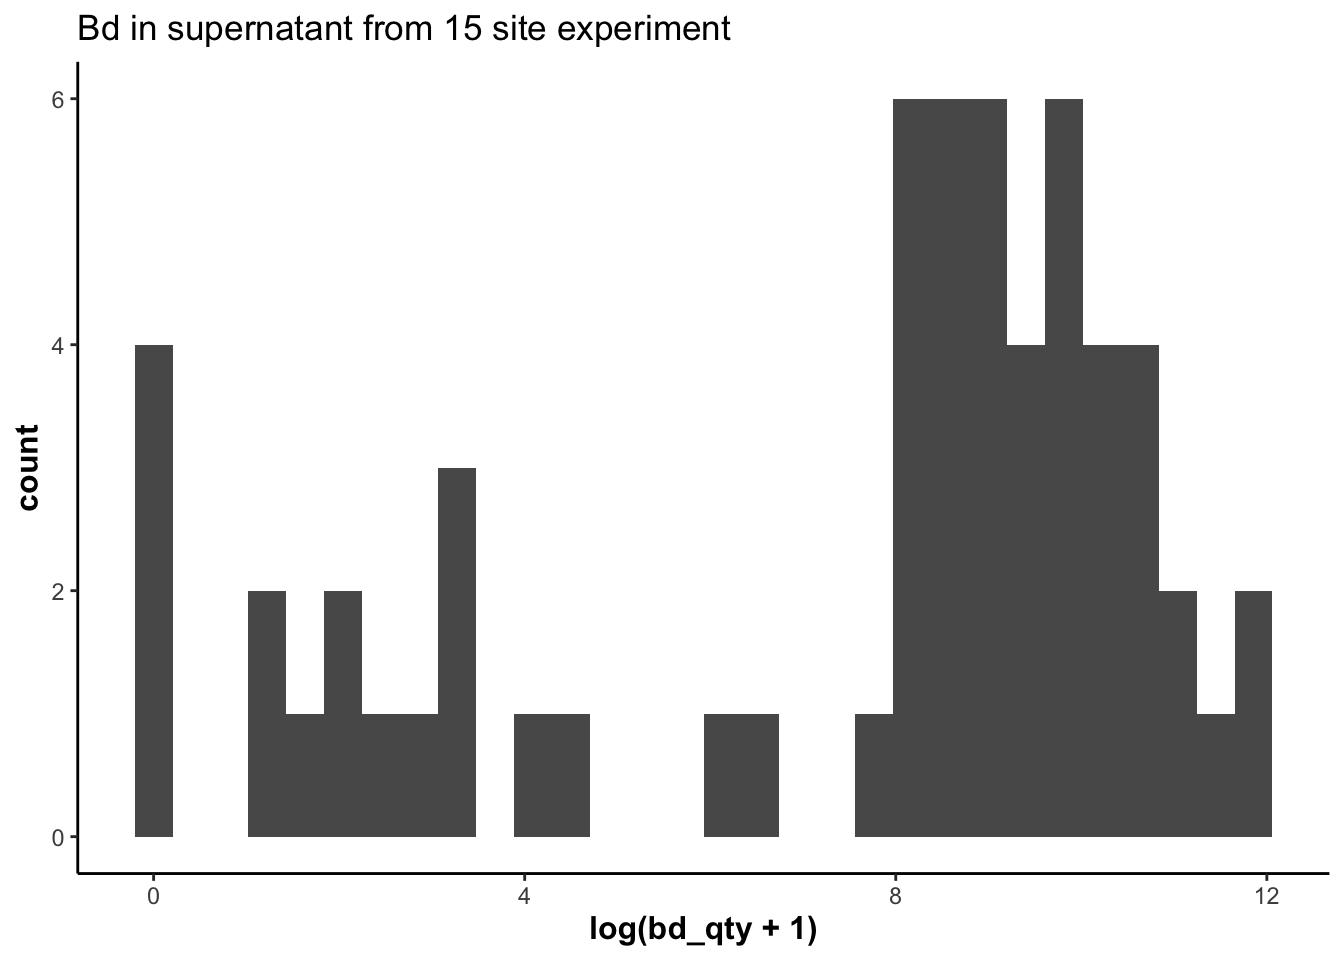 Bd in supernatant from 15 site experiment
6
4
2
0
count
0 4 8 12
log(bd_qty + 1)